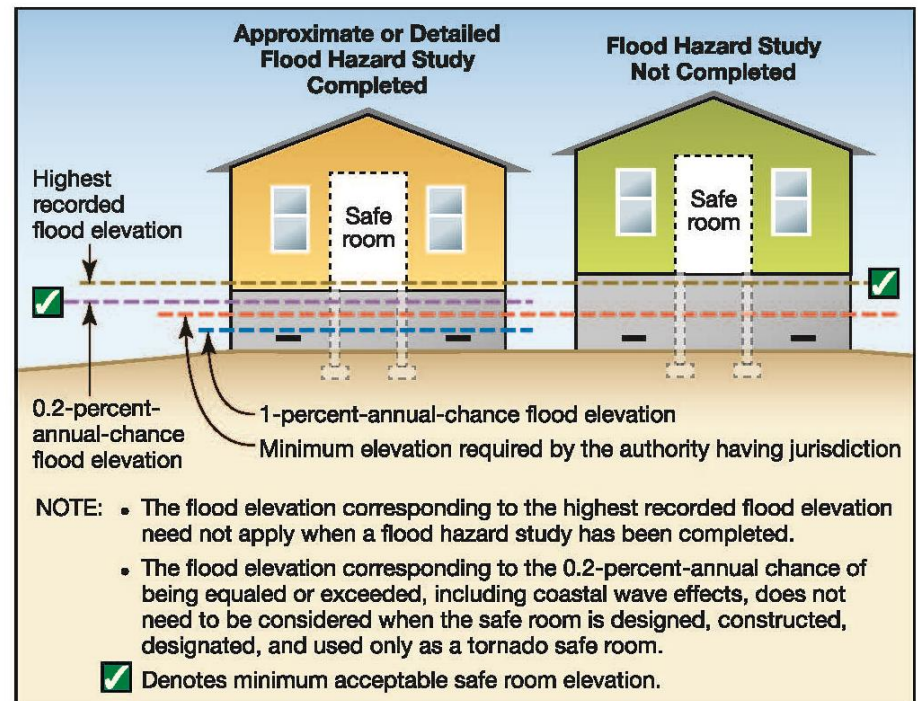 Approximate or Detailed
Flood Hazard Study
Completed
Flood Hazard Study
Not Completed
Highest
recorded
flood elevation
Safe
room
Safe
room
0.2-percent-
annual-chance
flood elevation
1-percent-annual-chance flood elevation
Minimum elevation required by the authority having jurisdiction
NOTE: • The flood elevation corresponding to the highest recorded flood elevation
need not apply when a flood hazard study has been completed.
• The flood elevation corresponding to the 0.2-percent-annual chance of
being equaled or exceeded, including coastal wave effects, does not
need to be considered when the safe room is designed, constructed,
designated, and used only as a tornado safe room.
Denotes minimum acceptable safe room elevation.